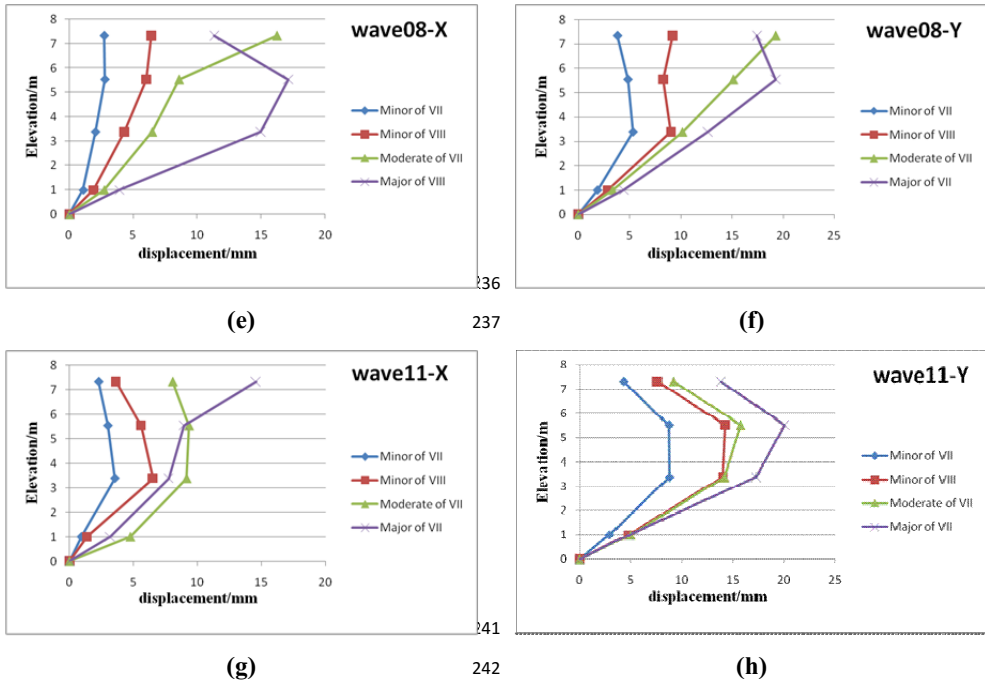 wave08-X
8
7
6
5
4
3
2
1
0
Elevation/m
0 5 10 15 20
displacement/mm
Minor of VII
Minor of VIII
Moderate of VII
Major of VIII
wave08-Y
8
7
6
5
4
3
2
1
0
Elevation/m
0 5 10 15 20 25
displacement/mm
Minor of VII
Minor of VIII
Moderate of VII
Major of VII
236
(e) 237 (f)
wave11-X
8
7
6
5
4
3
2
1
0
Elevation/m
0 5 10 15 20
displacement/mm
Minor of VII
Minor of VIII
Moderate of VII
Major of VII
wave11-Y
8
7
6
5
4
3
2
1
0
Elevation/m
0 5 10 15 20 25
displacement/mm
Minor of VII
Minor of VIII
Moderate of VII
Major of VII
241
(g) 242 (h)